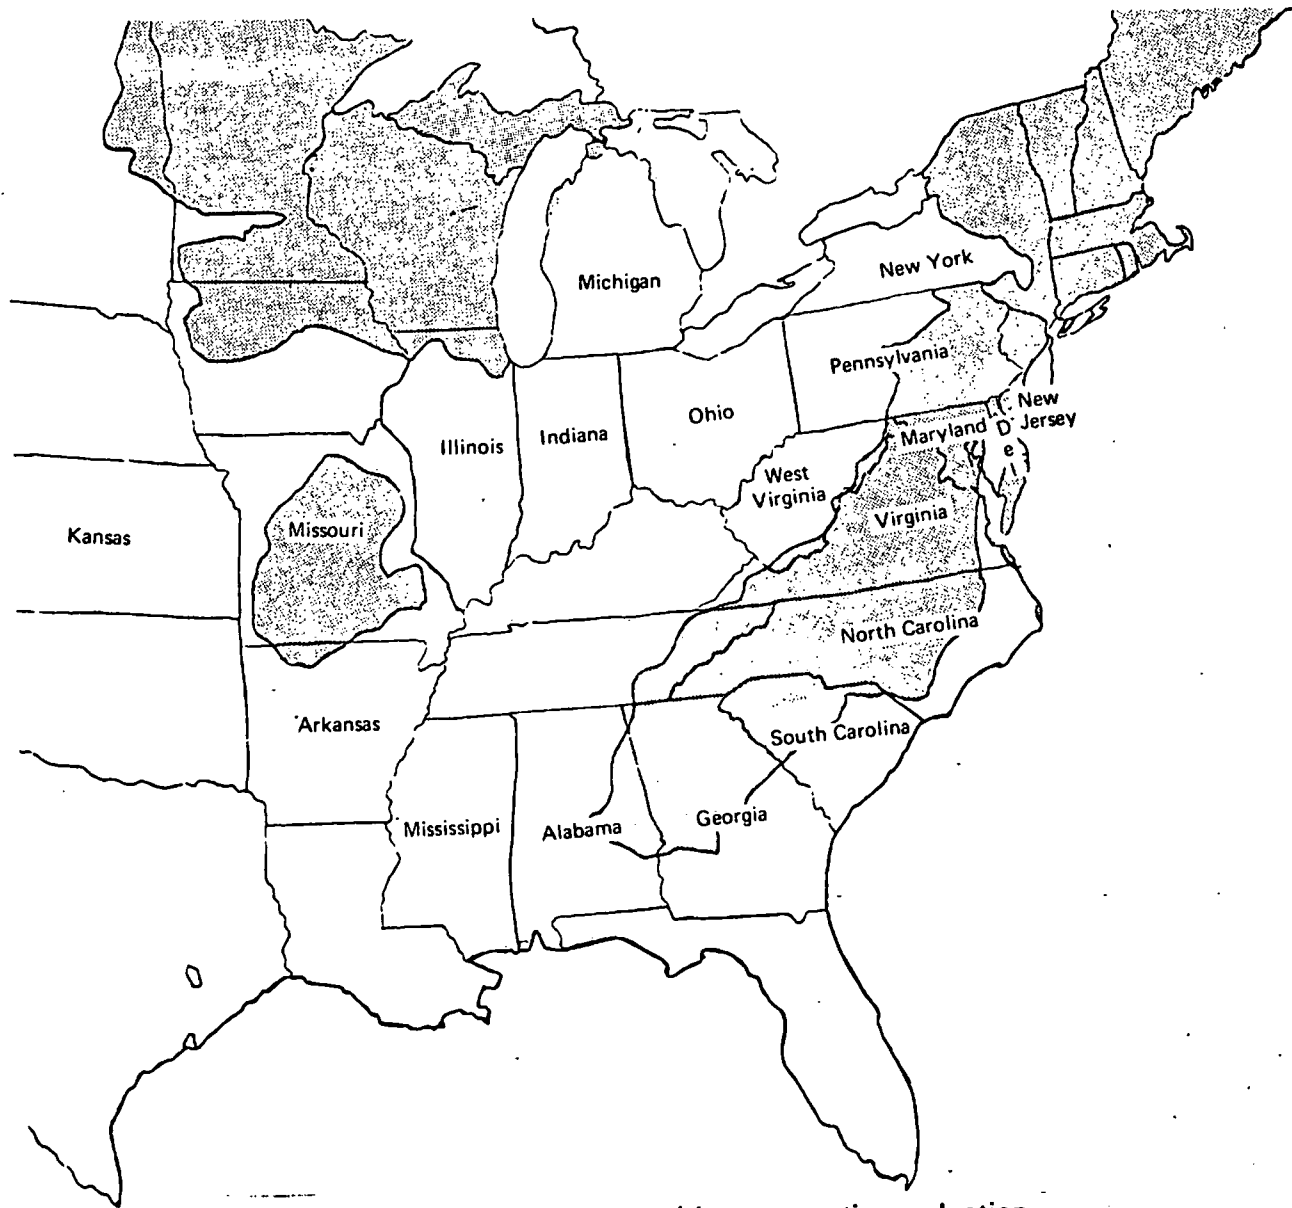 Michigan
New York
Pennsylvania
New
Jersey
Ohio
Maryland
D
e
Illinois
Indiana
West
Virginia
Missouri
Virginia
Kansas
North Carolina
Arkansas
South Carolina
Georgia
Mississippi
Alabama